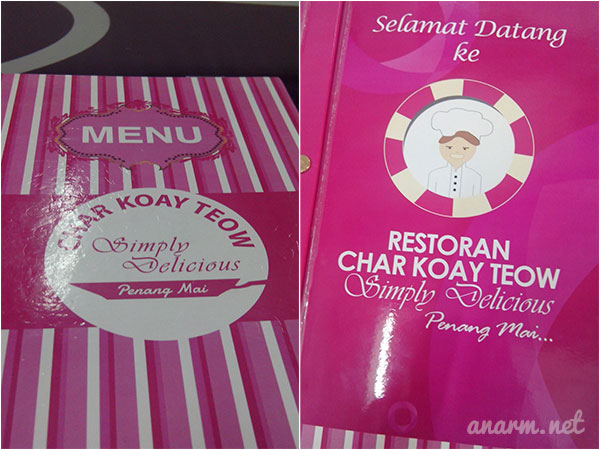 MENU
CHAR KOAY TEOW
Simply
Delicious
Penang Mai
Selamat Datang
ke
RESTORAN
CHAR KOAY TEOW
Simply Delicious
Penang Mai...
anarm.net